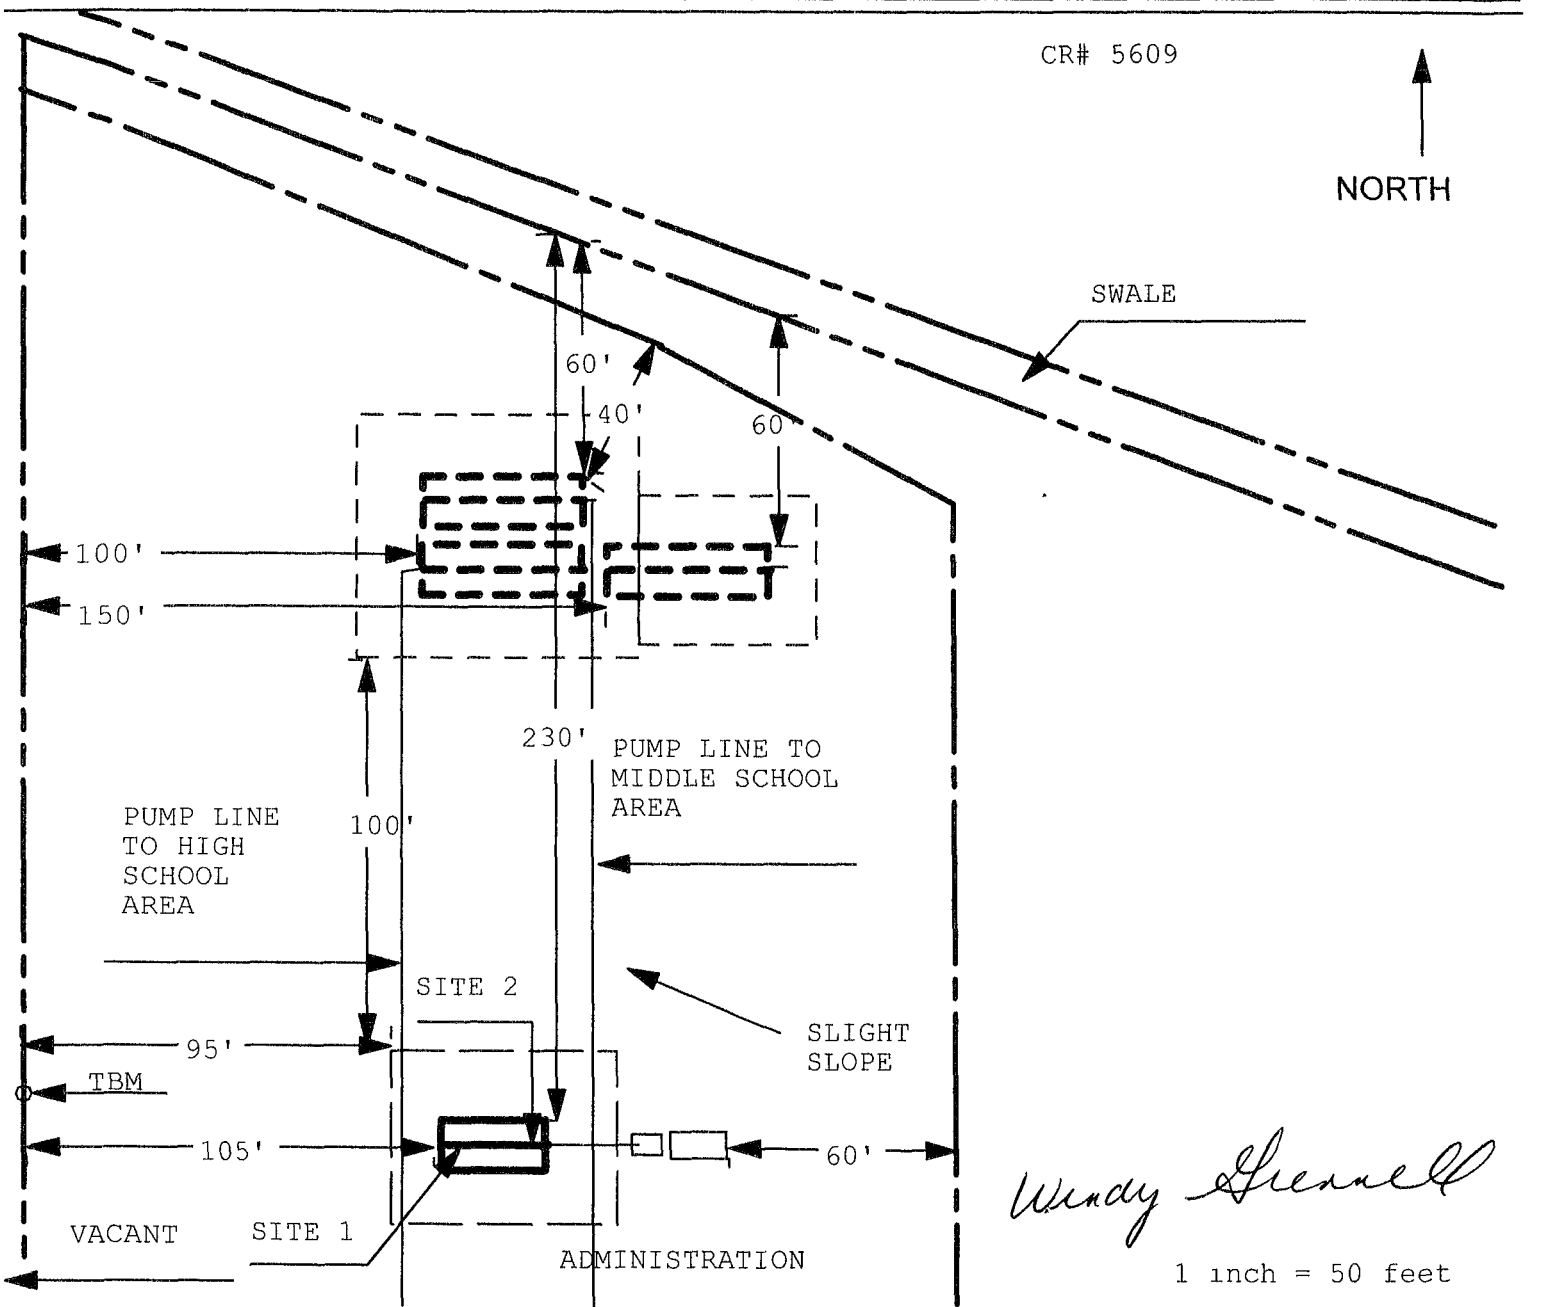 CR# 5609
NORTH
SWALE
60'
40'
60'
100'
150'
230'
PUMP LINE TO
MIDDLE SCHOOL
AREA
PUMP LINE
TO HIGH
SCHOOL
AREA
100'
SITE 2
SLIGHT
SLOPE
95'
TBM
105'
60'
Wendy Grennell
VACANT
SITE 1
ADMINISTRATION
1 inch = 50 feet